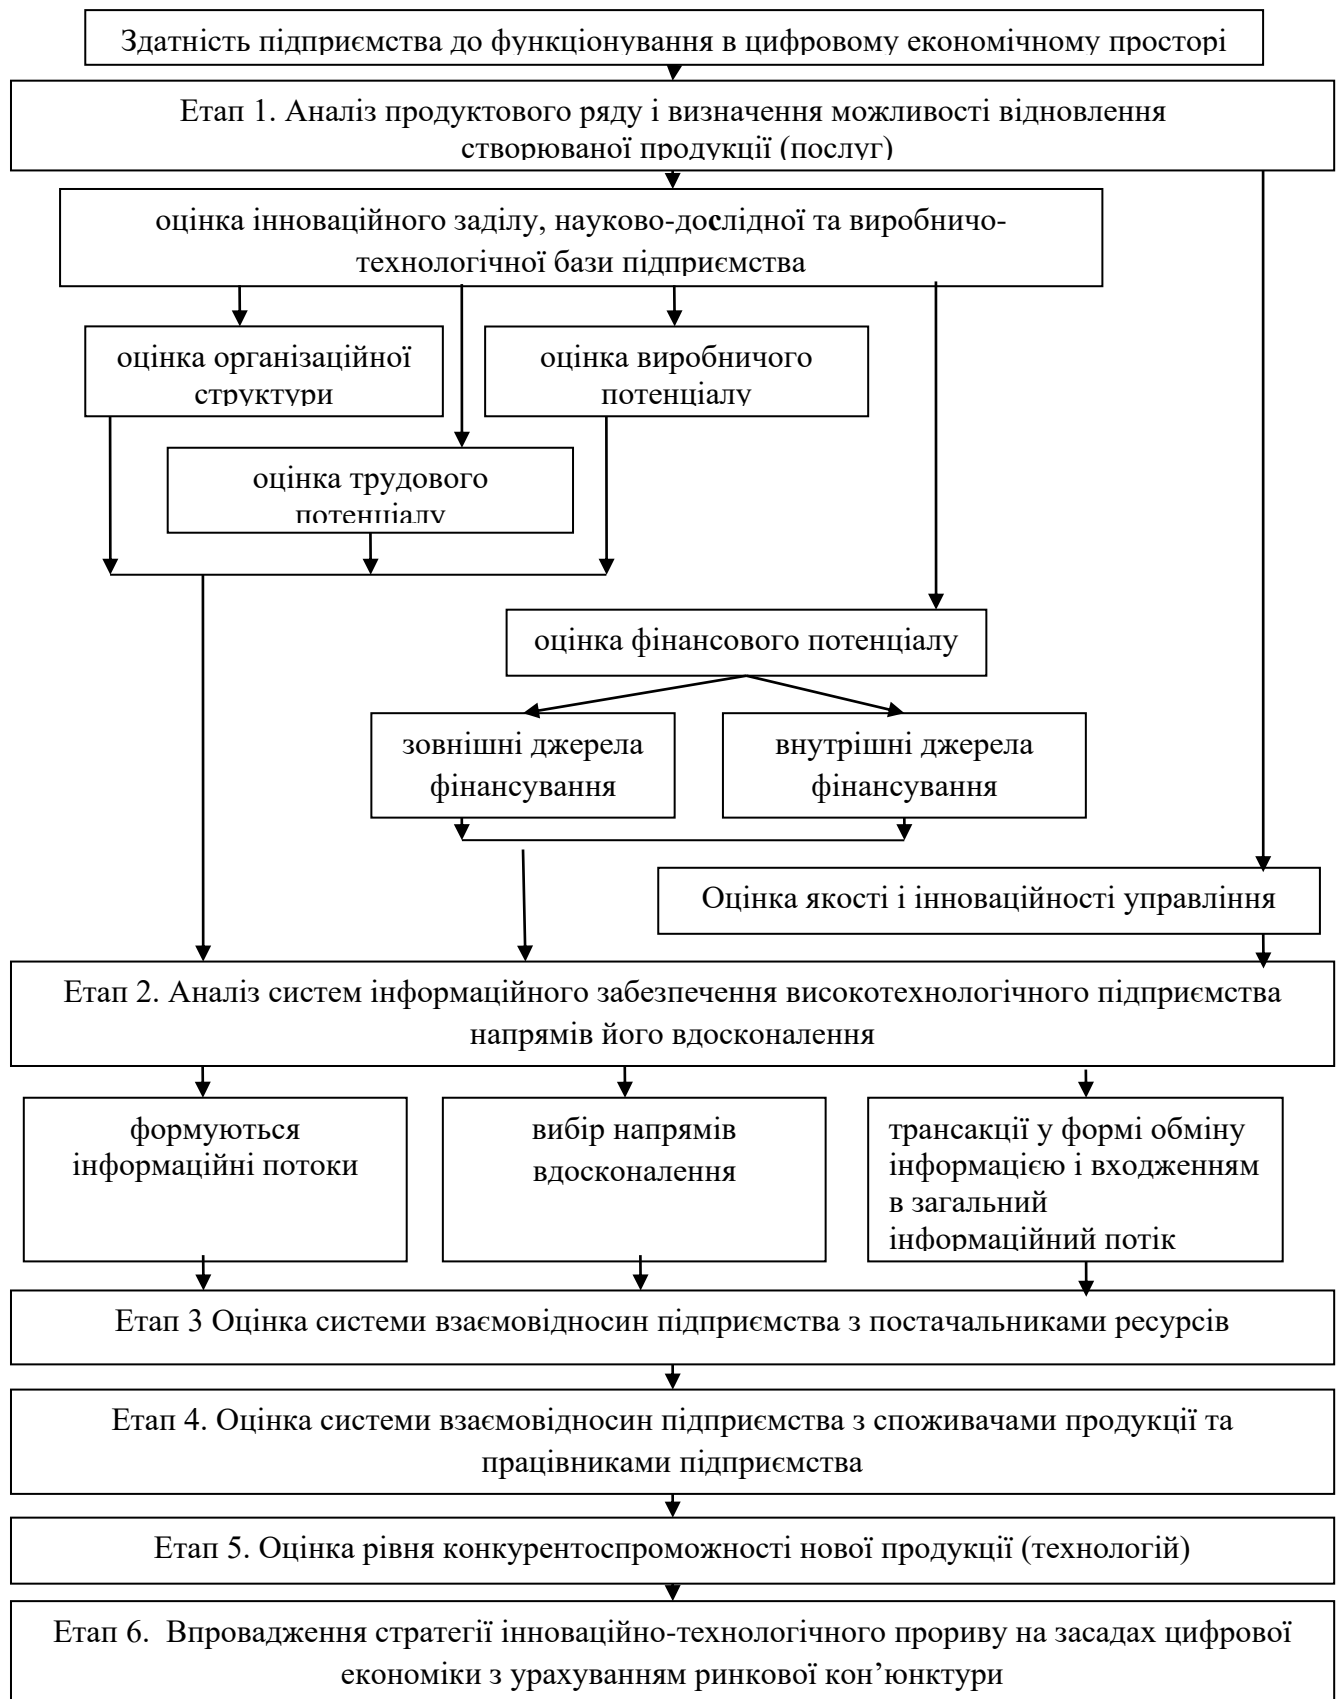 Здатність підприємства до функціонування в цифровому економічному просторі
Етап 1. Аналіз продуктового ряду і визначення можливості відновлення
створюваної продукції (послуг)
оцінка інноваційного заділу, науково-дослідної та виробничо-
технологічної бази підприємства
оцінка організаційної
структури
оцінка виробничого
потенціалу
оцінка трудового
потенціалу
оцінка фінансового потенціалу
зовнішні джерела
фінансування
внутрішні джерела
фінансування
Оцінка якості і інноваційності управління
Етап 2. Аналіз систем інформаційного забезпечення високотехнологічного підприємства
напрямів його вдосконалення
формуються
інформаційні потоки
вибір напрямів
вдосконалення
трансакції у формі обміну
інформацією і входженням
в загальний
інформаційний потік
Етап 3 Оцінка системи взаємовідносин підприємства з постачальниками ресурсів
Етап 4. Оцінка системи взаємовідносин підприємства з споживачами продукції та
працівниками підприємства
Етап 5. Оцінка рівня конкурентоспроможності нової продукції (технологій)
Етап 6. Впровадження стратегії інноваційно-технологічного прориву на засадах цифрової
економіки з урахуванням ринкової кон’юнктури